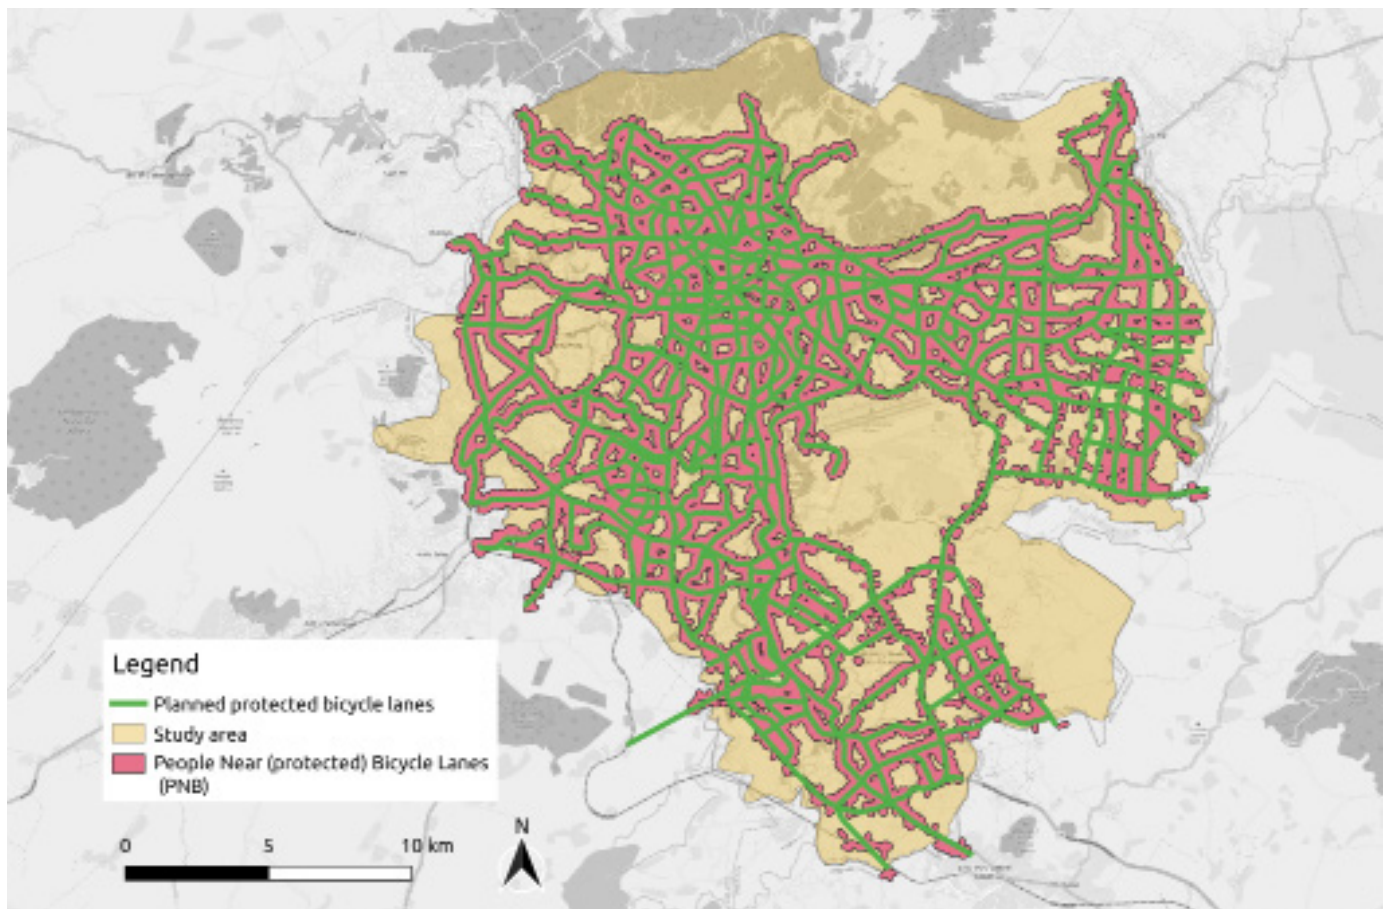 Legend
Planned protected bicycle lanes
Study area
People Near (protected) Bicycle Lanes
(PNB)
0 5 10 km
N